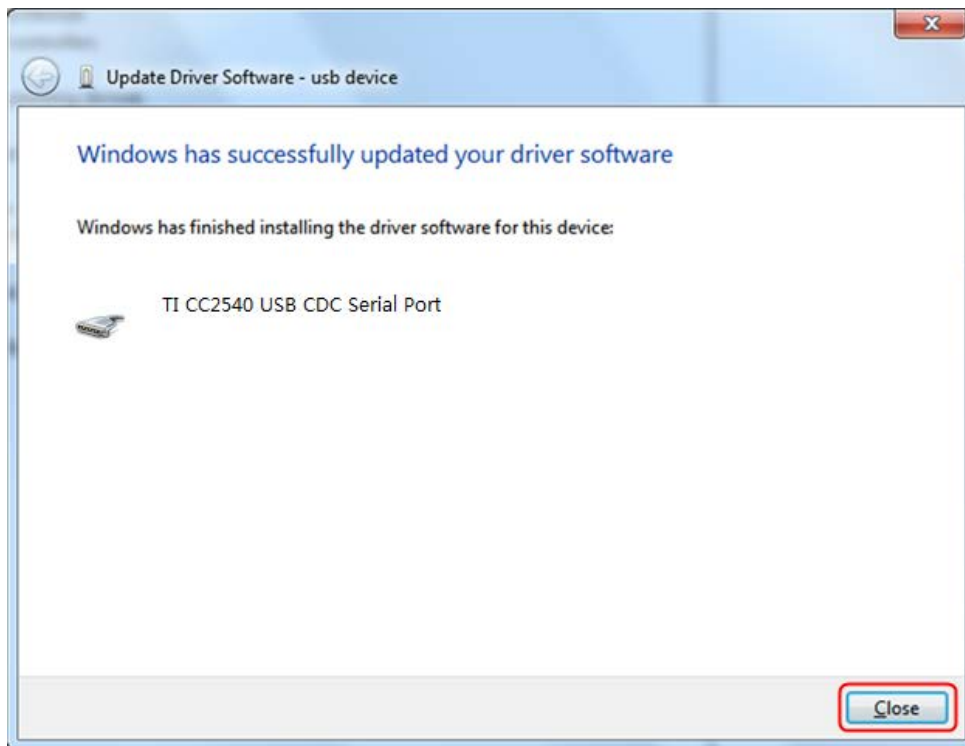 Update Driver Software - usb device
Windows has successfully updated your driver software
Windows has finished installing the driver software for this device:
TI CC2540 USB CDC Serial Port
Close